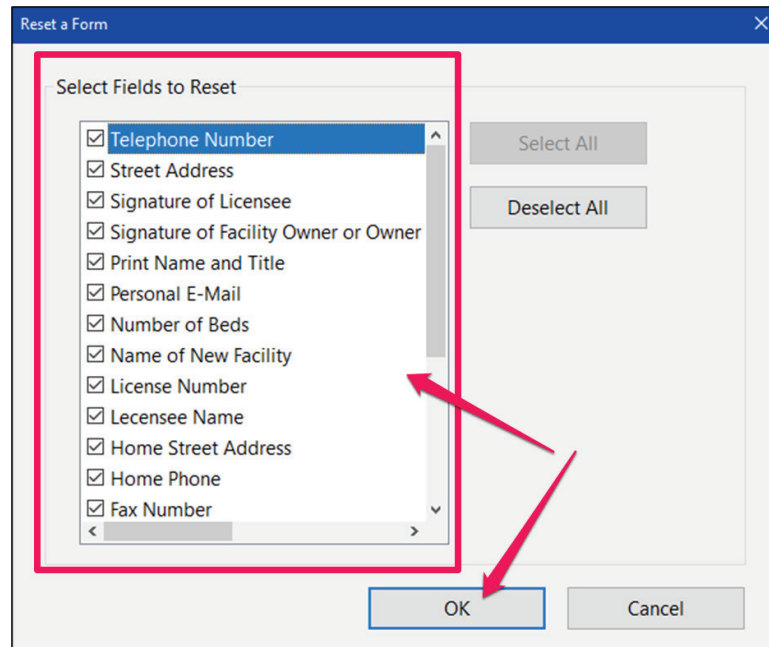 Reset a Form
Select Fields to Reset
Telephone Number
Street Address
Signature of Licensee
Signature of Facility Owner or Owner
Print Name and Title
Personal E-Mail
Number of Beds
Name of New Facility
License Number
Lecensee Name
Home Street Address
Home Phone
Fax Number
Select All
Deselect All
OK
Cancel